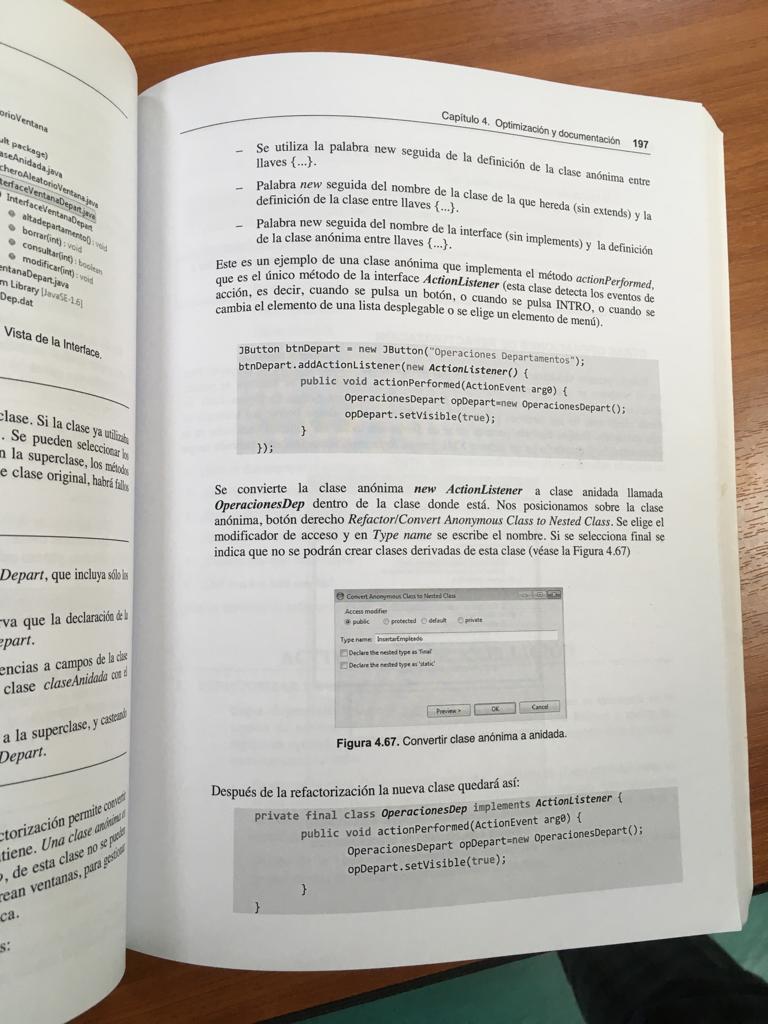 orioVentana
ult package)
aseAnidada.java
cheroAleatorioVentana.java
terfaceVentanaDepart.java
InterfaceVentanaDepart
altadepartamento() : void
borrar(int) : void
consultar(int) : boolean
modificar(int) : void
entanaDepart.java
m Library [JavaSE-1.6]
Dep.dat
Vista de la Interface.
clase. Si la clase ya utilizaba
. Se pueden seleccionar los
n la superclase, los métodos
e clase original, habrá fallos
Depart, que incluya sólo los
rva que la declaración de la
epart.
encias a campos de la clase
clase claseAnidada con el
a la superclase, y casteando
Depart.
ctorización permite convertir
tiene. Una clase anónima es
, de esta clase no se pueden
rean ventanas, para gestionar
ca.
s:
Capítulo 4. Optimización y documentación 197
– Se utiliza la palabra new seguida de la definición de la clase anónima entre
llaves {...}.
– Palabra new seguida del nombre de la clase de la que hereda (sin extends) y la
definición de la clase entre llaves {...}.
– Palabra new seguida del nombre de la interface (sin implements) y la definición
de la clase anónima entre llaves {...}.
Este es un ejemplo de una clase anónima que implementa el método actionPerformed,
que es el único método de la interface ActionListener (esta clase detecta los eventos de
acción, es decir, cuando se pulsa un botón, o cuando se pulsa INTRO, o cuando se
cambia el elemento de una lista desplegable o se elige un elemento de menú).
JButton btnDepart = new JButton("Operaciones Departamentos");
btnDepart.addActionListener(new ActionListener() {
public void actionPerformed(ActionEvent arg0) {
OperacionesDepart opDepart=new OperacionesDepart();
opDepart.setVisible(true);
}
});
Se convierte la clase anónima new ActionListener a clase anidada llamada
OperacionesDep dentro de la clase donde está. Nos posicionamos sobre la clase
anónima, botón derecho Refactor/Convert Anonymous Class to Nested Class. Se elige el
modificador de acceso y en Type name se escribe el nombre. Si se selecciona final se
indica que no se podrán crear clases derivadas de esta clase (véase la Figura 4.67)
Convert Anonymous Class to Nested Class
Access modifier
public protected default private
Type name: InsertarEmpleado
Declare the nested type as 'final'
Declare the nested type as 'static'
Preview > OK Cancel
Figura 4.67. Convertir clase anónima a anidada.
Después de la refactorización la nueva clase quedará así:
private final class OperacionesDep implements ActionListener {
public void actionPerformed(ActionEvent arg0) {
OperacionesDepart opDepart=new OperacionesDepart();
opDepart.setVisible(true);
}
}